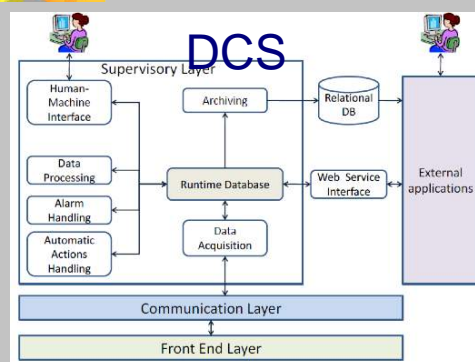 DCS
Supervisory Layer
Human-
Machine
Interface
Archiving
Relational
DB
Data
Processing
Runtime Database
Web Service
Interface
External
applications
Alarm
Handling
Data
Acquisition
Automatic
Actions
Handling
Communication Layer
Front End Layer